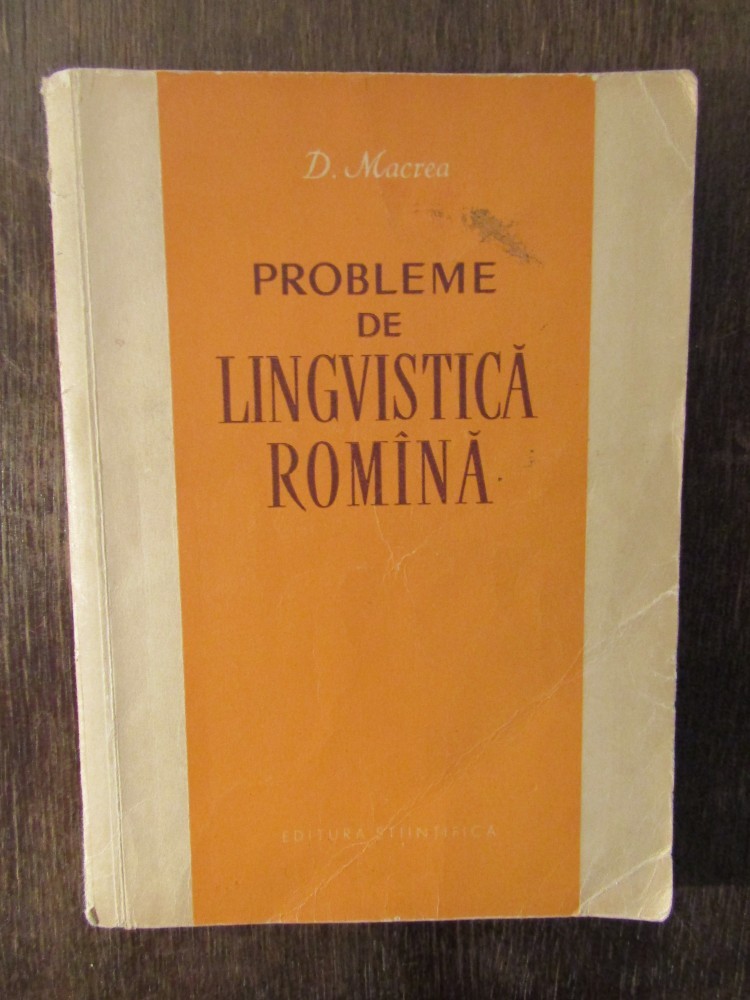 D. Macrea
PROBLEME
DE
LINGVISTICĂ
ROMÎNĂ
EDITURA ȘTIINȚIFICĂ